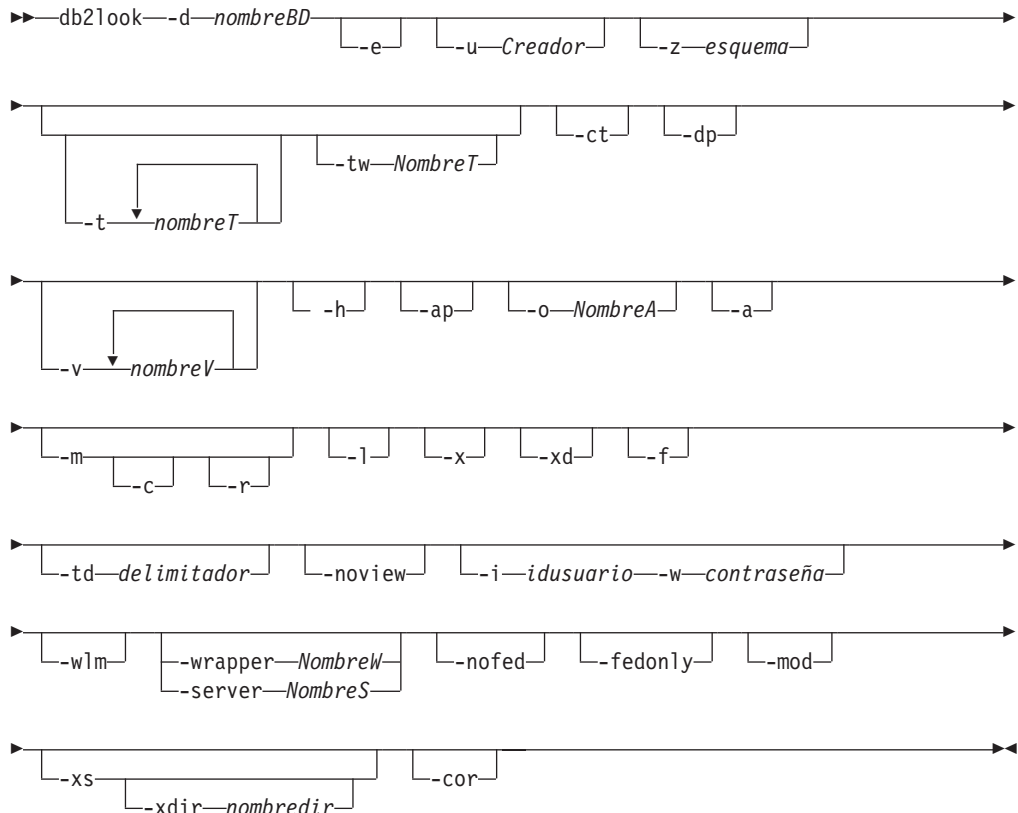 db2look -d nombreBD
-e -u Creador -z esquema
-ct -dp
-tw NombreT
-t nombreT
-h -ap -o NombreA -a
-v nombreV
-m -l -x -xd -f
-c -r
-td delimitador -noview -i idusuario -w contraseña
-wlm -wrapper NombreW -nofed -fedonly -mod
-server NombreS
-xs -cor
-xdir nombredir